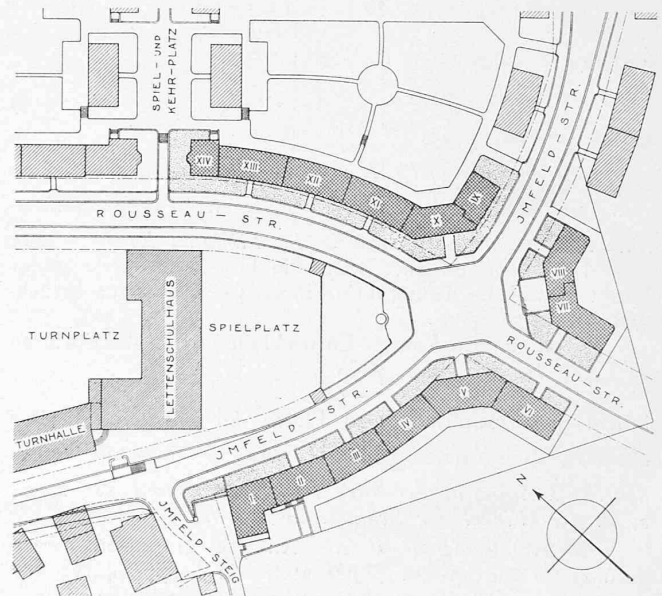 SPIEL- UND
KEHR-PLATZ
JMFELD-STR.
XIV
XIII
XII
XI
X
IX
ROUSSEAU-STR.
VIII
VII
TURNPLATZ
LETTENSCHULHAUS
SPIELPLATZ
ROUSSEAU-STR.
JMFELD-STR.
V
VI
IV
III
II
I
TURNHALLE
JMFELD-STEIG
N